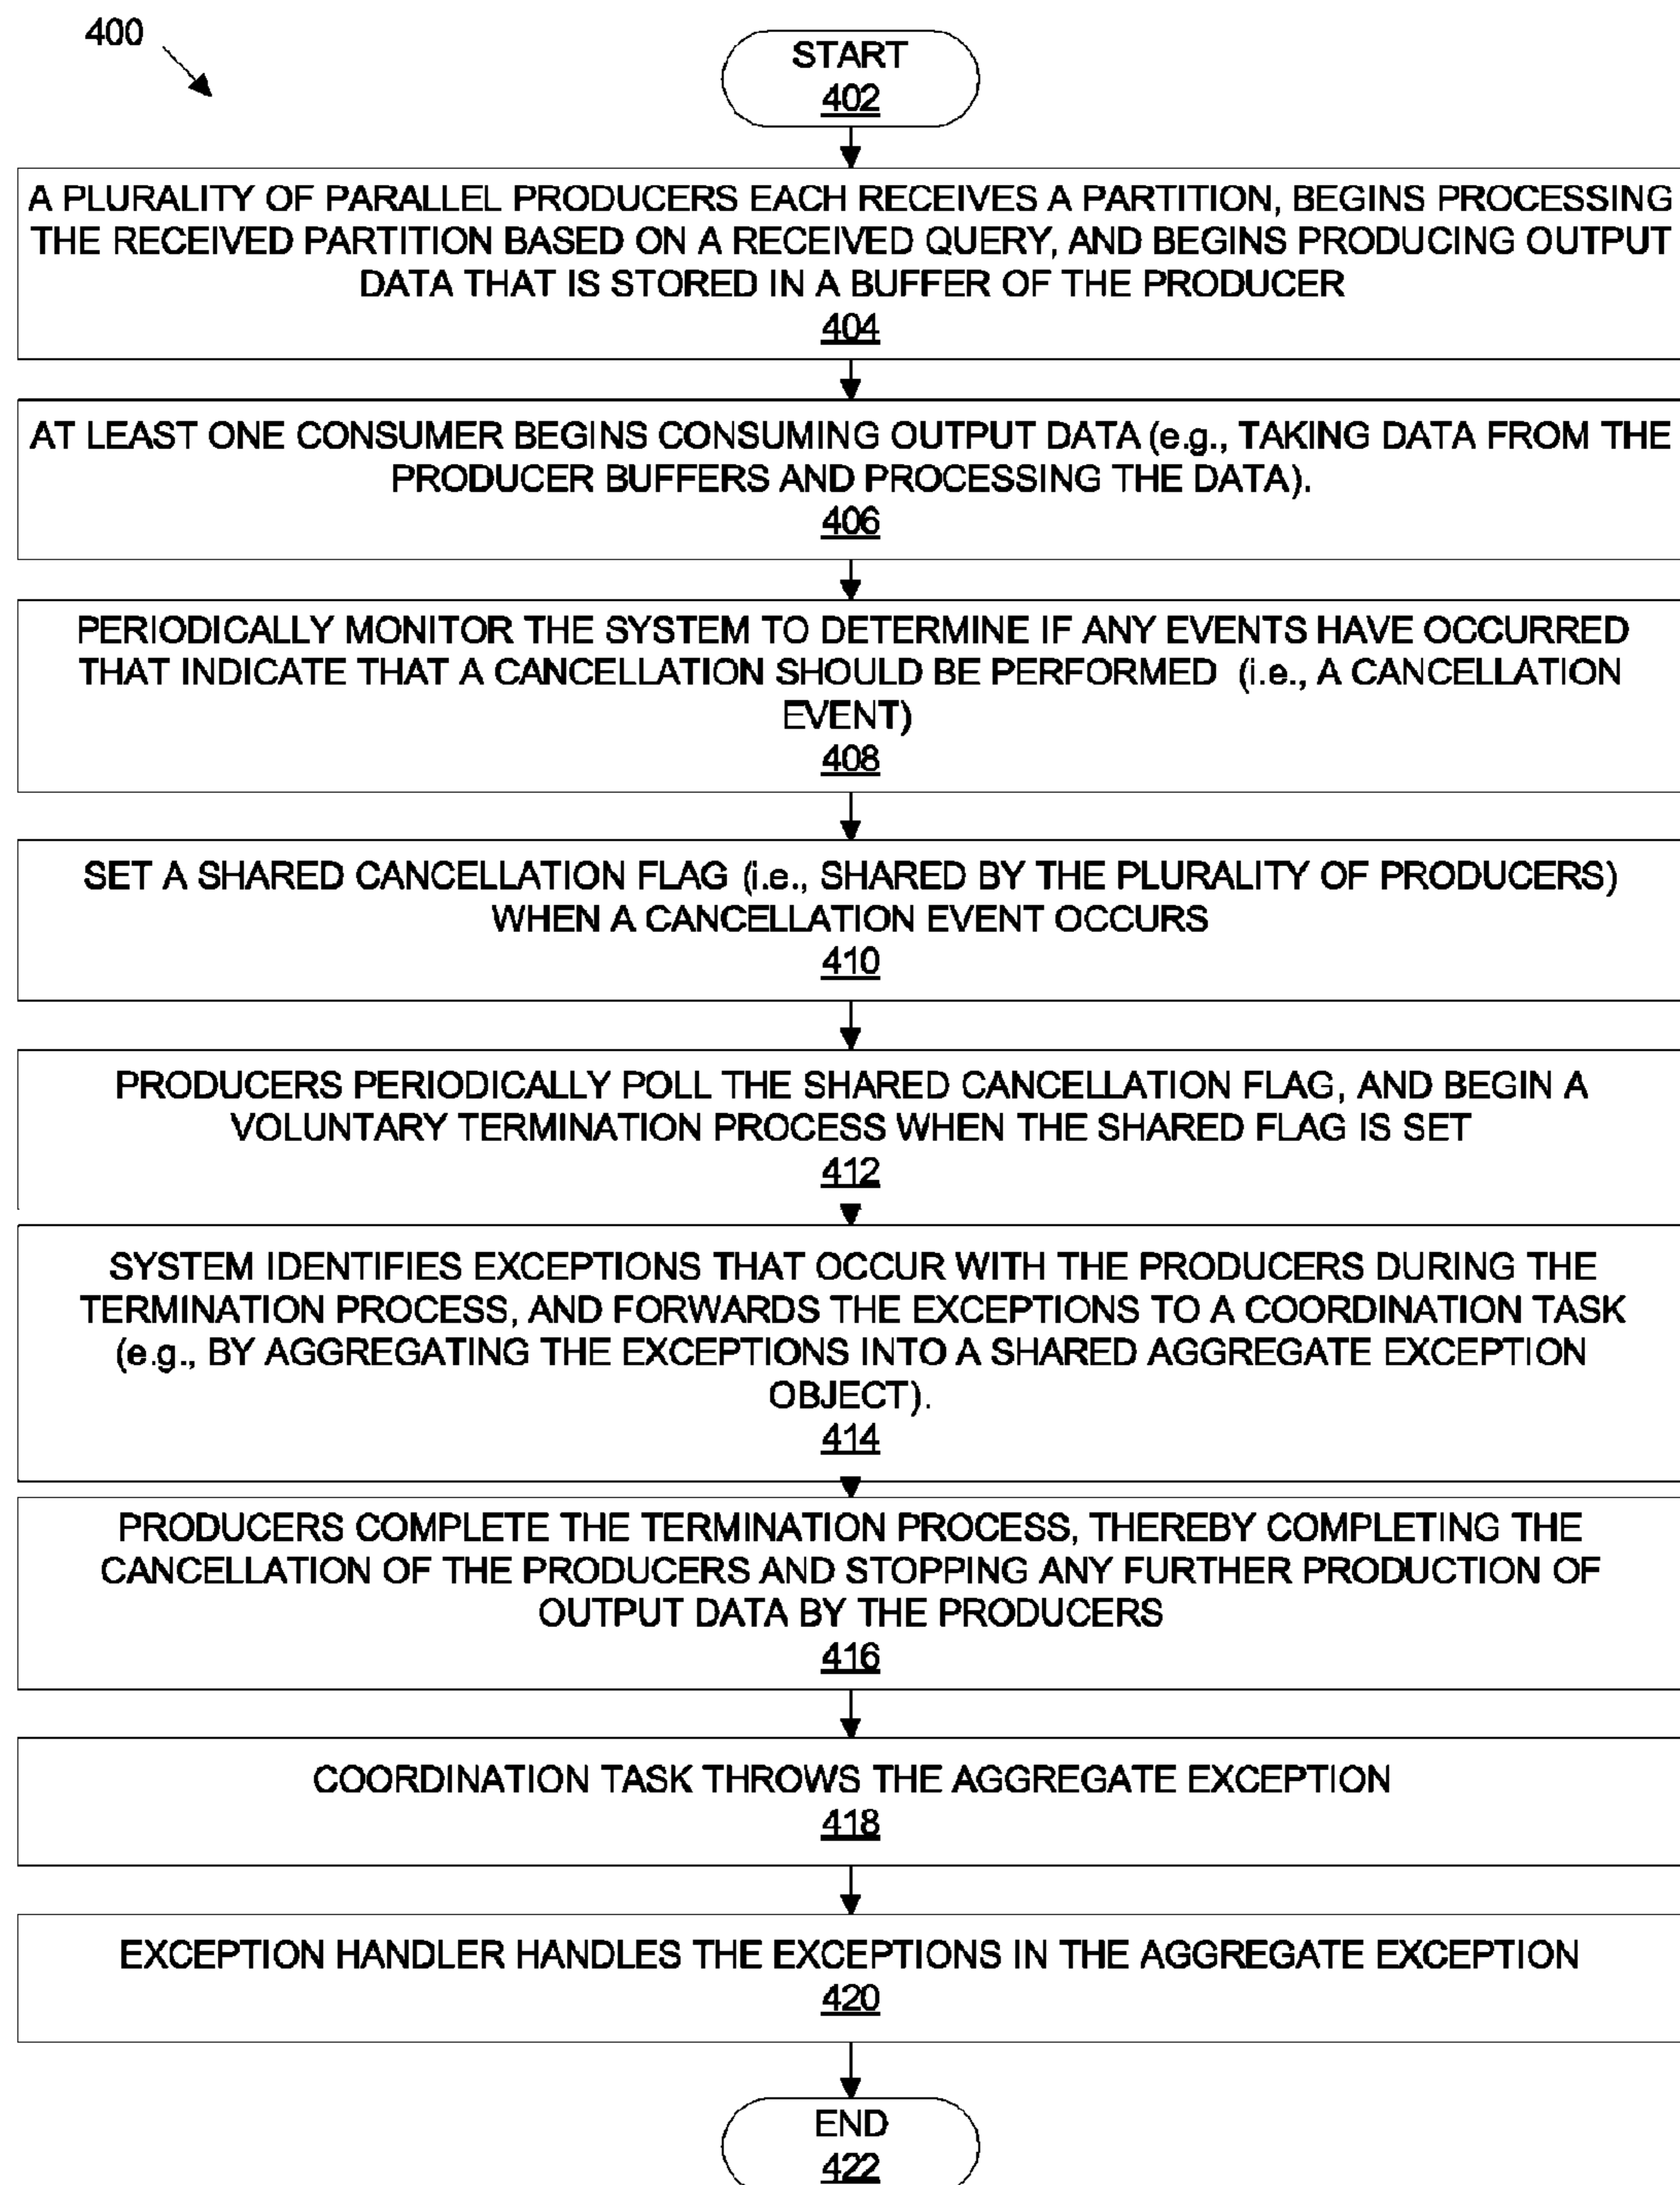 400
START
402
A PLURALITY OF PARALLEL PRODUCERS EACH RECEIVES A PARTITION, BEGINS PROCESSING
THE RECEIVED PARTITION BASED ON A RECEIVED QUERY, AND BEGINS PRODUCING OUTPUT
DATA THAT IS STORED IN A BUFFER OF THE PRODUCER
404
AT LEAST ONE CONSUMER BEGINS CONSUMING OUTPUT DATA (e.g., TAKING DATA FROM THE
PRODUCER BUFFERS AND PROCESSING THE DATA).
406
PERIODICALLY MONITOR THE SYSTEM TO DETERMINE IF ANY EVENTS HAVE OCCURRED
THAT INDICATE THAT A CANCELLATION SHOULD BE PERFORMED (i.e., A CANCELLATION
EVENT)
408
SET A SHARED CANCELLATION FLAG (i.e., SHARED BY THE PLURALITY OF PRODUCERS)
WHEN A CANCELLATION EVENT OCCURS
410
PRODUCERS PERIODICALLY POLL THE SHARED CANCELLATION FLAG, AND BEGIN A
VOLUNTARY TERMINATION PROCESS WHEN THE SHARED FLAG IS SET
412
SYSTEM IDENTIFIES EXCEPTIONS THAT OCCUR WITH THE PRODUCERS DURING THE
TERMINATION PROCESS, AND FORWARDS THE EXCEPTIONS TO A COORDINATION TASK
(e.g., BY AGGREGATING THE EXCEPTIONS INTO A SHARED AGGREGATE EXCEPTION
OBJECT).
414
PRODUCERS COMPLETE THE TERMINATION PROCESS, THEREBY COMPLETING THE
CANCELLATION OF THE PRODUCERS AND STOPPING ANY FURTHER PRODUCTION OF
OUTPUT DATA BY THE PRODUCERS
416
COORDINATION TASK THROWS THE AGGREGATE EXCEPTION
418
EXCEPTION HANDLER HANDLES THE EXCEPTIONS IN THE AGGREGATE EXCEPTION
420
END
422